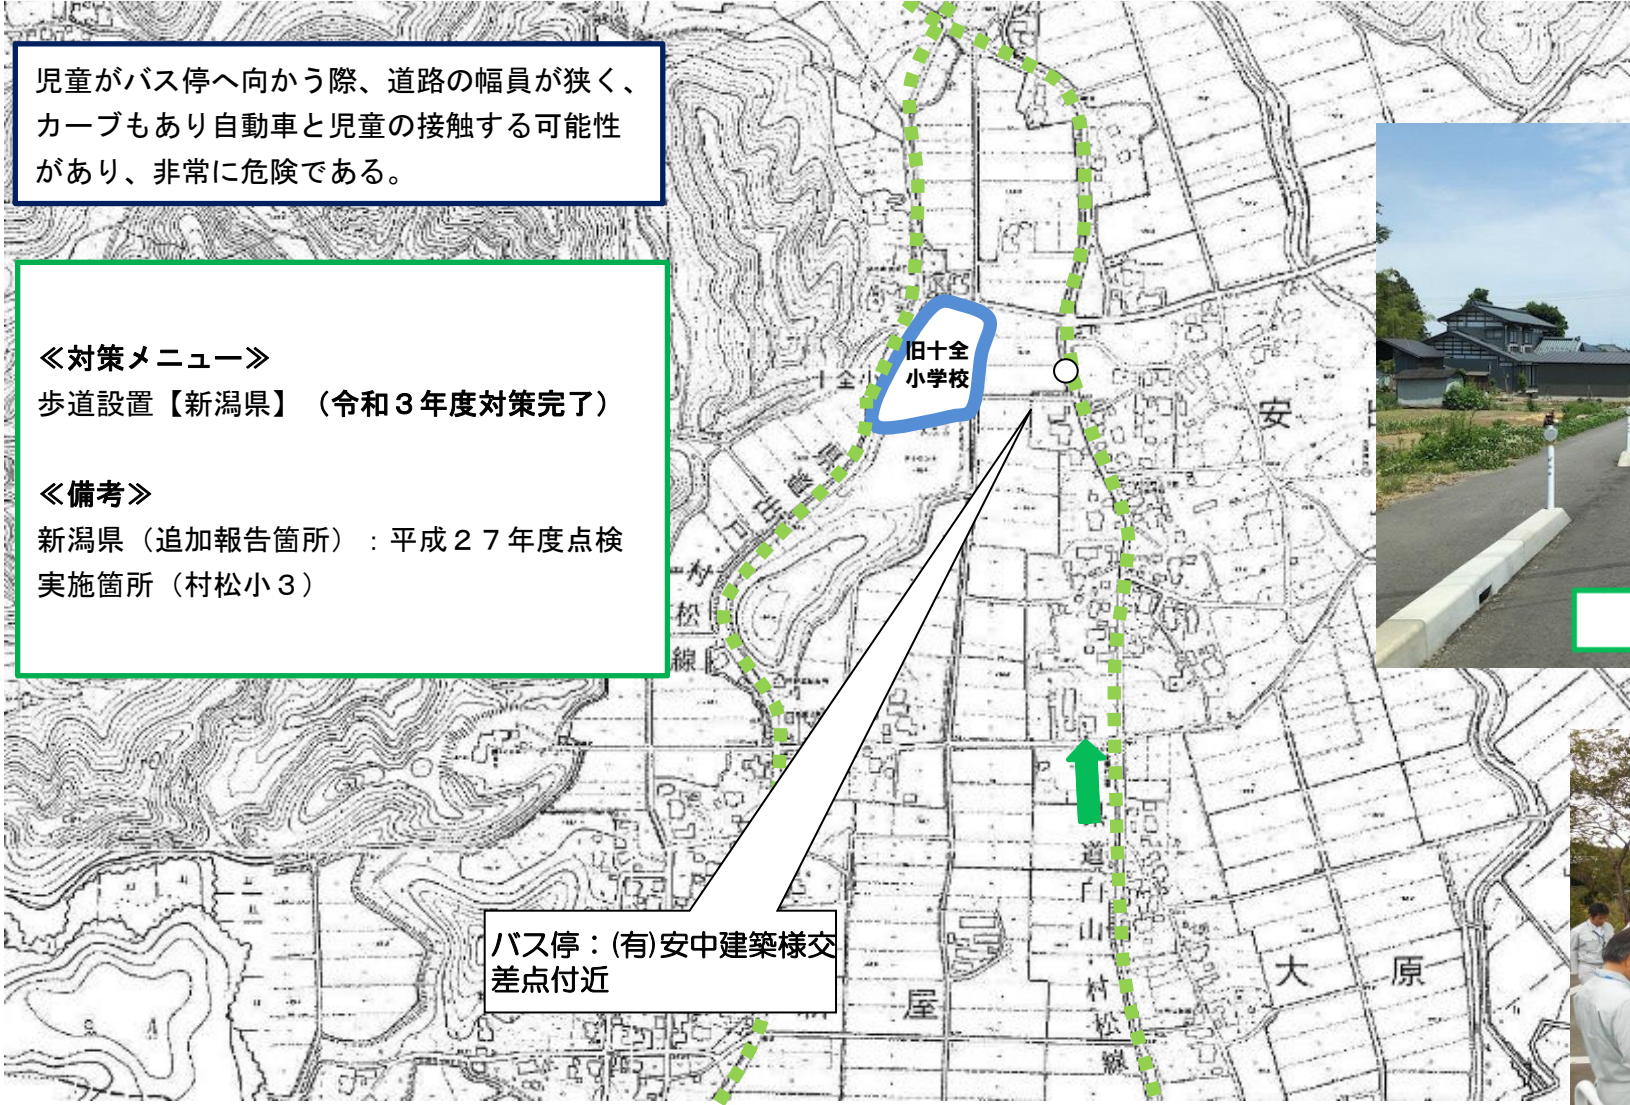 児童がバス停へ向かう際、道路の幅員が狭く、
カーブもあり自動車と児童の接触する可能性
があり、非常に危険である。
≪対策メニュー≫
歩道設置【新潟県】（令和３年度対策完了）
≪備考≫
新潟県（追加報告箇所）：平成２７年度点検
実施箇所（村松小３）
旧十全
小学校
十全
安
村
松
線
道白山村松線
大原
屋
バス停：(有)安中建築様交
差点付近